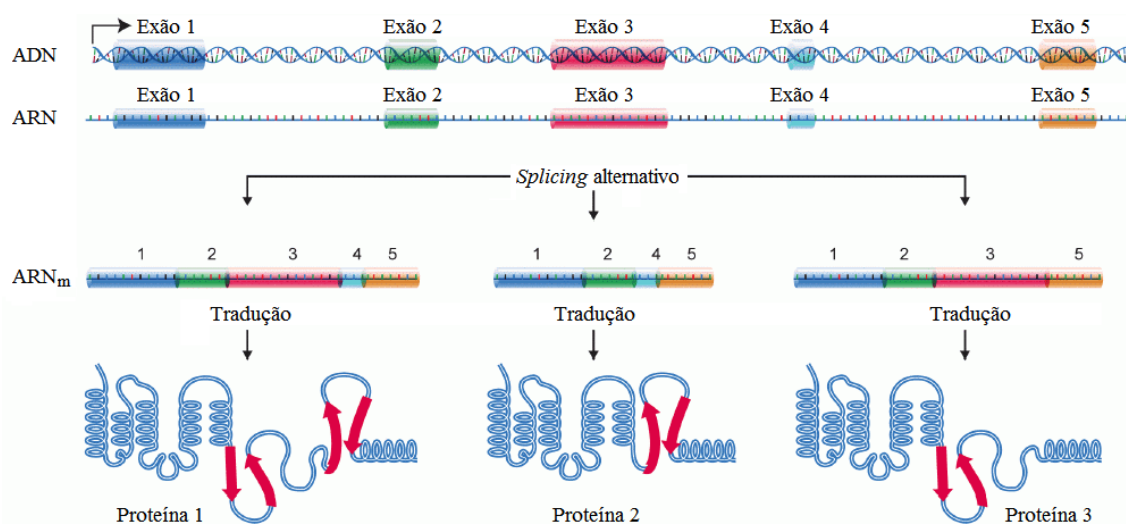 Exão 1 Exão 2 Exão 3 Exão 4 Exão 5
ADN
Exão 1 Exão 2 Exão 3 Exão 4 Exão 5
ARN
Splicing alternativo
1 2 3 4 5 1 2 4 5 1 2 3 5
ARNm
Tradução Tradução Tradução
Proteína 1 Proteína 2 Proteína 3